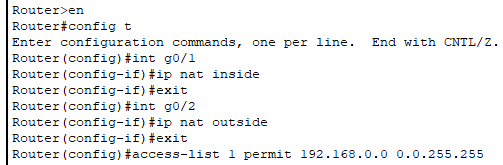 Router>en
Router#config t
Enter configuration commands, one per line.  End with CNTL/Z.
Router(config)#int g0/1
Router(config-if)#ip nat inside
Router(config-if)#exit
Router(config)#int g0/2
Router(config-if)#ip nat outside
Router(config-if)#exit
Router(config)#access-list 1 permit 192.168.0.0 0.0.255.255